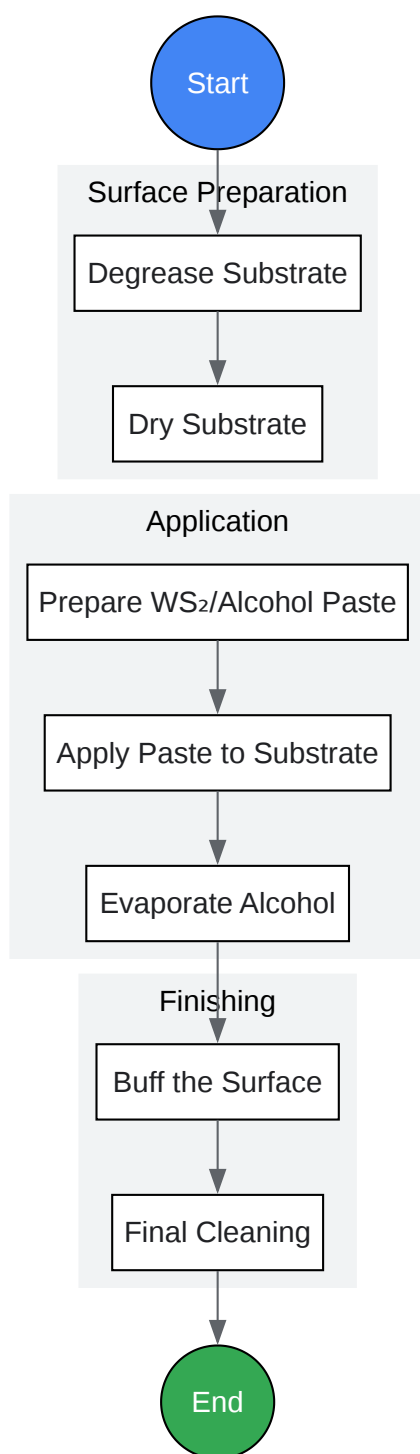 Start
Surface Preparation
Degrease Substrate
Dry Substrate
Application
Prepare WS₂/Alcohol Paste
Apply Paste to Substrate
Evaporate Alcohol
Finishing
Buff the Surface
Final Cleaning
End